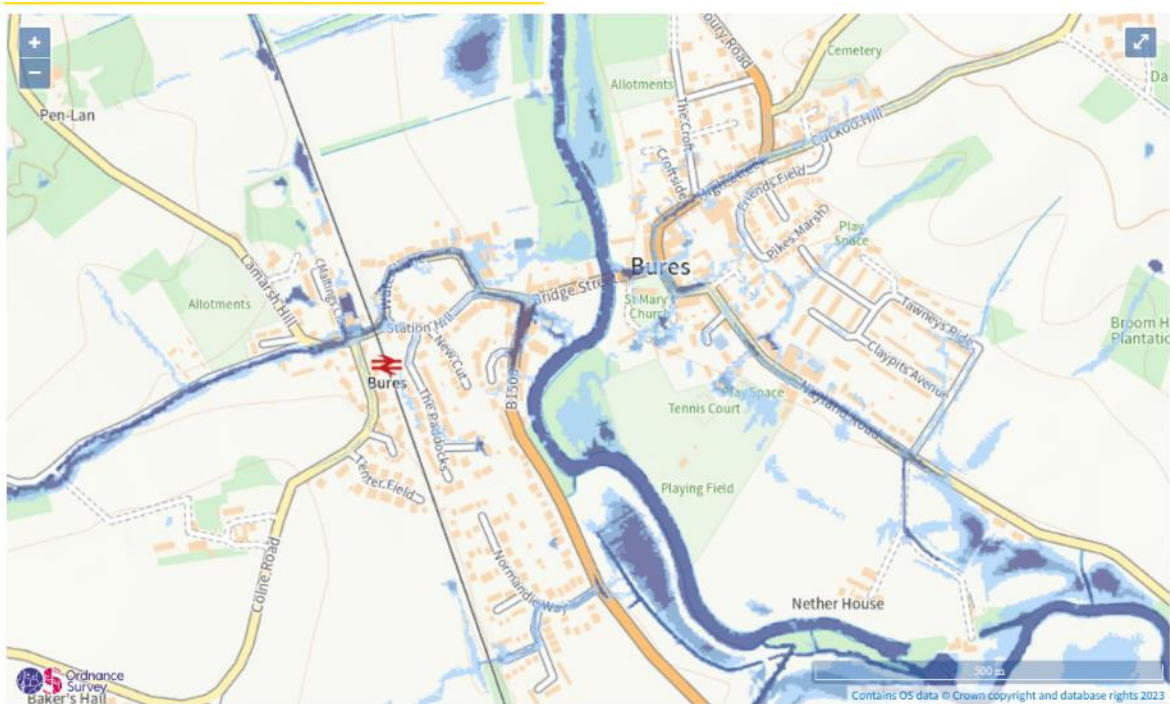 +
−
Pen-Lan
Allotments
Cemetery
Da
The Croft
Croftside
High Street
Cuckoo Hill
Friends Field
Pikes Marsh
Play
Space
Lamarsh Hill
Allotments
Station Hill
Bridge Street
Bures
St Mary
Church
Tawneys Ride
Claypits Avenue
Broom H
Plantatio
Bures
New Cut
The Paddocks
B1508
Tennis Court
Play Space
Nayland Road
Tenter Field
Playing Field
Colne Road
Normandie Way
Nether House
500 m
Ordnance
Survey
Baker's Hall
Contains OS data © Crown copyright and database rights 2023